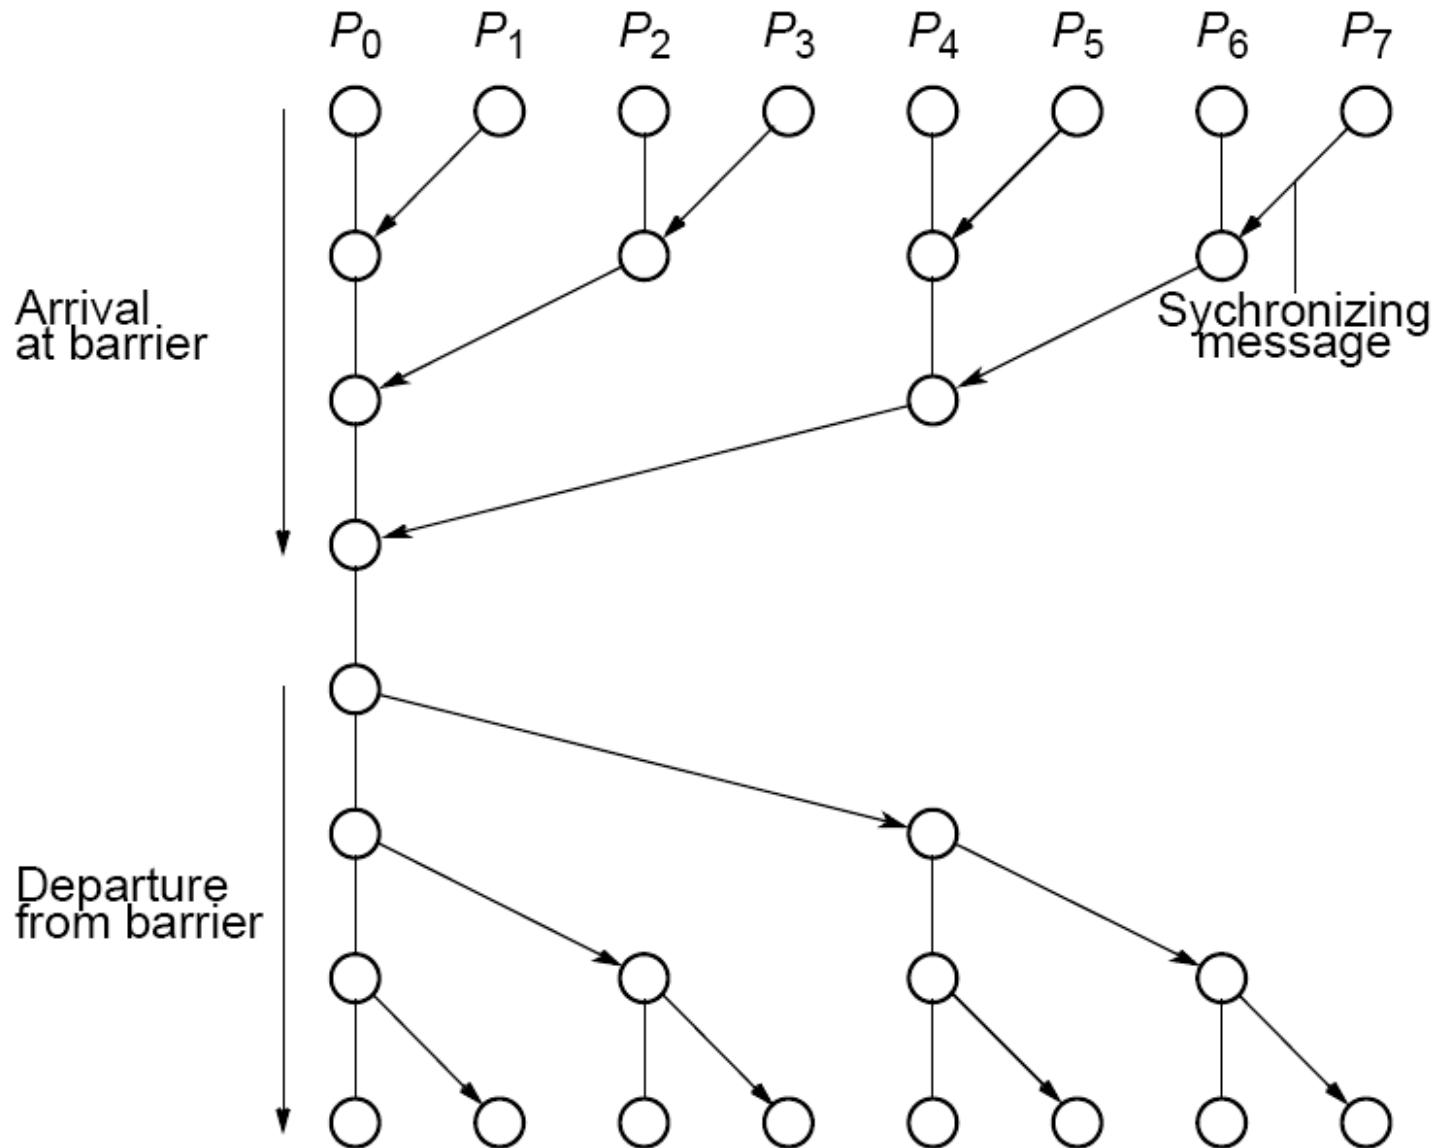 P0 P1 P2 P3 P4 P5 P6 P7
Arrival
at barrier
Sychronizing
message
Departure
from barrier